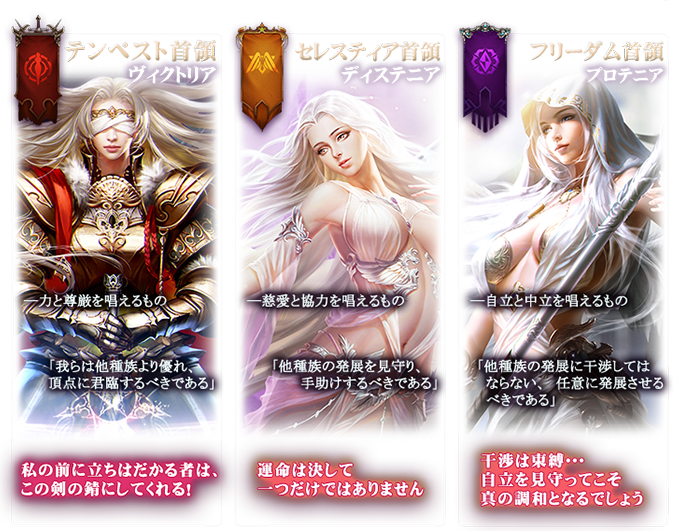 テンペスト首領
ヴィクトリア
―力と尊厳を唱えるもの
「我らは他種族より優れ、
頂点に君臨するべきである」
私の前に立ちはだかる者は、
この剣の錆にしてくれる！
セレスティア首領
ディステニア
―慈愛と協力を唱えるもの
「他種族の発展を見守り、
手助けするべきである」
運命は決して
一つだけではありません
フリーダム首領
プロテニア
―自立と中立を唱えるもの
「他種族の発展に干渉しては
ならない、任意に発展させる
べきである」
干渉は束縛・・・
自立を見守ってこそ
真の調和となるでしょう